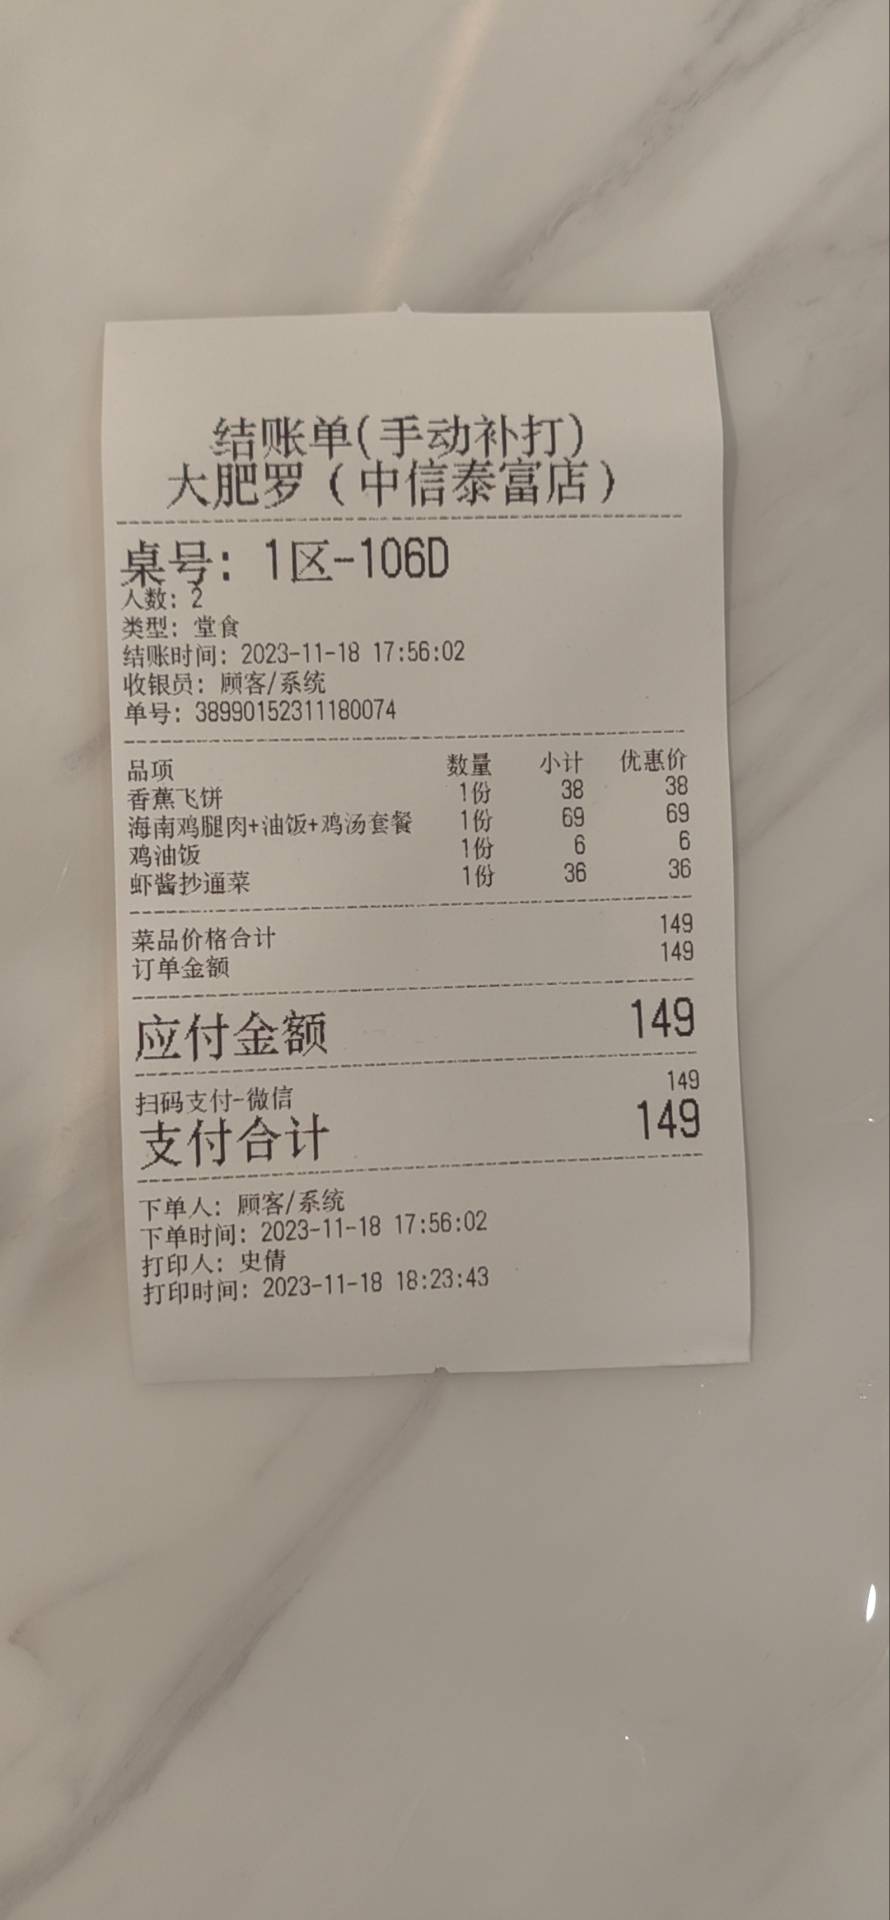 结账单(手动补打)
大肥罗（中信泰富店）
桌号: 1区-106D
人数: 2
类型: 堂食
结账时间: 2023-11-18 17:56:02
收银员: 顾客/系统
单号: 38990152311180074
品项 数量 小计 优惠价
香蕉飞饼 1份 38 38
海南鸡腿肉+油饭+鸡汤套餐 1份 69 69
鸡油饭 1份 6 6
虾酱抄通菜 1份 36 36
菜品价格合计 149
订单金额 149
应付金额 149
扫码支付-微信 149
支付合计 149
下单人: 顾客/系统
下单时间: 2023-11-18 17:56:02
打印人: 史倩
打印时间: 2023-11-18 18:23:43